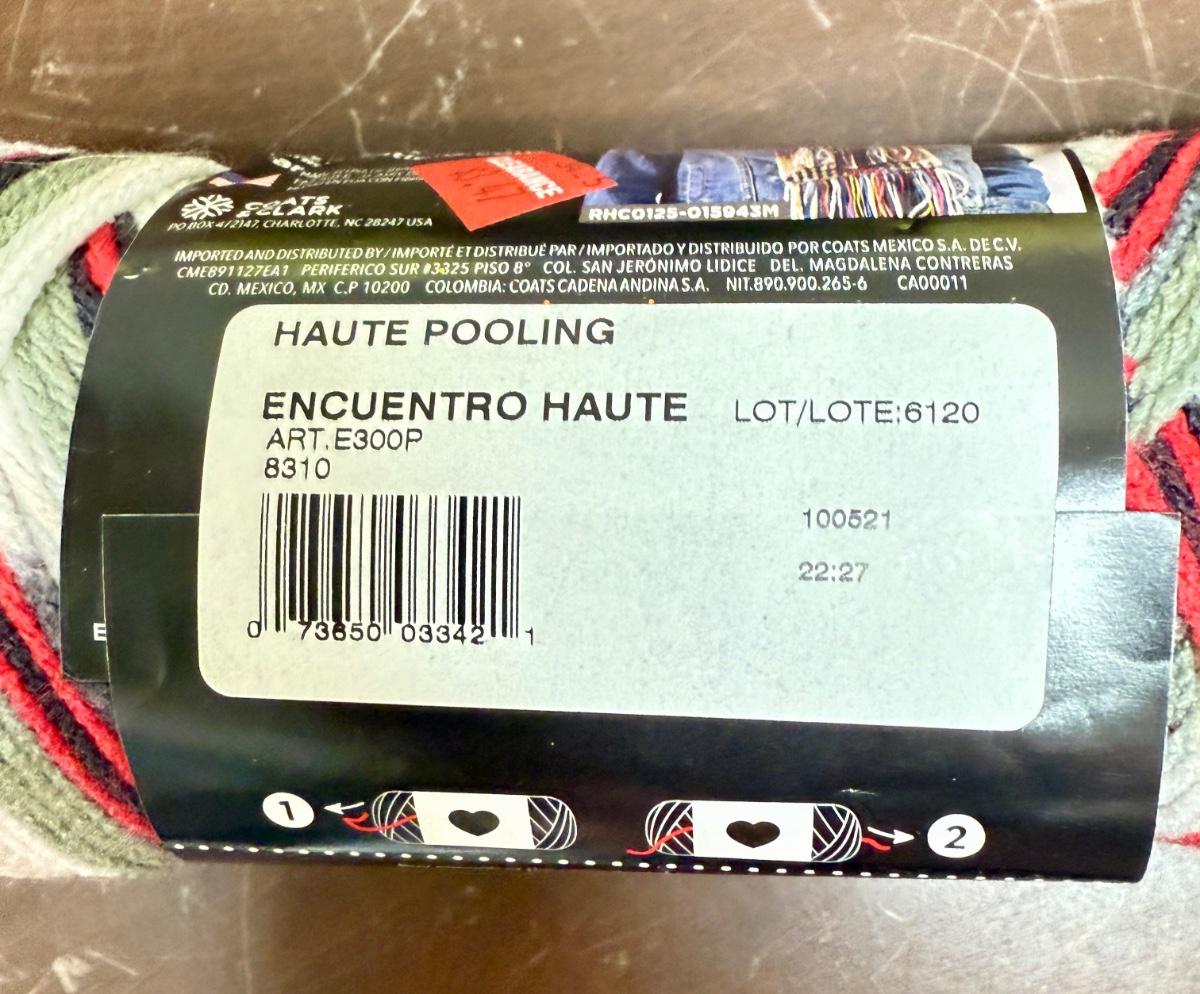 COATS
& CLARK
PO BOX 472147, CHARLOTTE, NC 28247 USA
RHC0125-015943M
IMPORTED AND DISTRIBUTED BY / IMPORTÉ ET DISTRIBUÉ PAR / IMPORTADO Y DISTRIBUIDO POR COATS MEXICO S.A. DE C.V.
CME891127EA1 PERIFERICO SUR #3325 PISO 8° COL. SAN JERÓNIMO LIDICE DEL. MAGDALENA CONTRERAS
CD. MEXICO, MX C.P 10200 COLOMBIA: COATS CADENA ANDINA S.A. NIT.890.900.265-6 CA00011
HAUTE POOLING
ENCUENTRO HAUTE LOT/LOTE:6120
ART.E300P
8310
100521
22:27
0 73650 03342 1
E
1
2